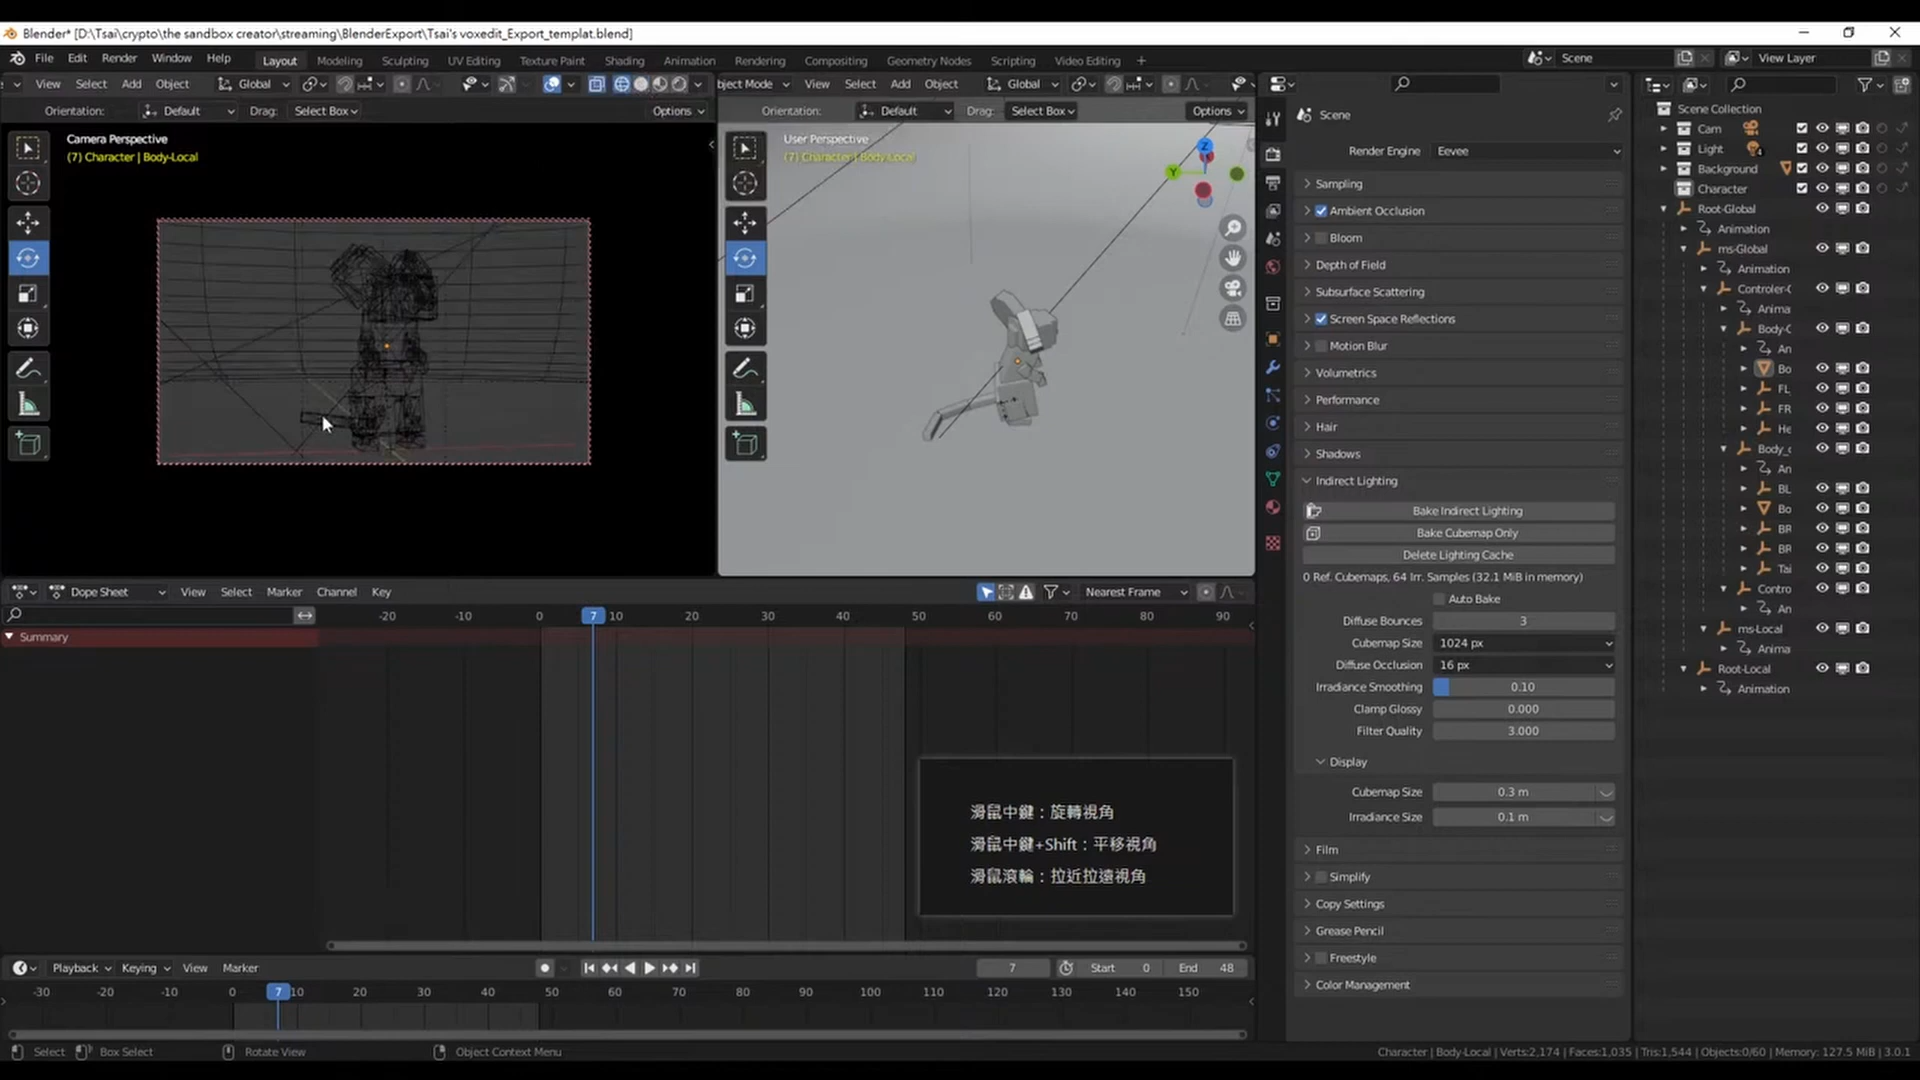 Blender* [D:\Tsai\crypto\the sandbox creator\streaming\BlenderExport\Tsai's voxedit_Export_templat.blend]
File Edit Render Window Help Layout Modeling Sculpting UV Editing Texture Paint Shading Animation Rendering Compositing Geometry Nodes Scripting Video Editing + Scene View Layer
View Select Add Object Global bject Mode View Select Add Object Global
Orientation: Default Drag: Select Box Options Orientation: Default Drag: Select Box Options
Camera Perspective
(7) Character | Body-Local
User Perspective
(7) Character | Body-Local
Z
Y
Dope Sheet View Select Marker Channel Key Nearest Frame
-20 -10 0 7 10 20 30 40 50 60 70 80 90
Summary
滑鼠中鍵：旋轉視角
滑鼠中鍵+Shift：平移視角
滑鼠滾輪：拉近拉遠視角
Playback Keying View Marker 7 Start 0 End 48
-30 -20 -10 0 7 10 20 30 40 50 60 70 80 90 100 110 120 130 140 150
Scene
Render Engine Eevee
Sampling
Ambient Occlusion
Bloom
Depth of Field
Subsurface Scattering
Screen Space Reflections
Motion Blur
Volumetrics
Performance
Hair
Shadows
Indirect Lighting
Bake Indirect Lighting
Bake Cubemap Only
Delete Lighting Cache
0 Ref. Cubemaps, 64 Irr. Samples (32.1 MiB in memory)
Auto Bake
Diffuse Bounces 3
Cubemap Size 1024 px
Diffuse Occlusion 16 px
Irradiance Smoothing 0.10
Clamp Glossy 0.000
Filter Quality 3.000
Display
Cubemap Size 0.3 m
Irradiance Size 0.1 m
Film
Simplify
Copy Settings
Grease Pencil
Freestyle
Color Management
Scene Collection
Cam
Light 4
Background
Character
Root-Global
Animation
ms-Global
Animation
Controler-C
Anima
Body-C
An
Bo
FL
FR
He
Body_c
An
BL
Bo
BR
BR
Tai
Contro
An
ms-Local
Anima
Root-Local
Animation
Select Box Select Rotate View Object Context Menu Character | Body-Local | Verts:2,174 | Faces:1,035 | Tris:1,544 | Objects:0/60 | Memory: 127.5 MiB | 3.0.1